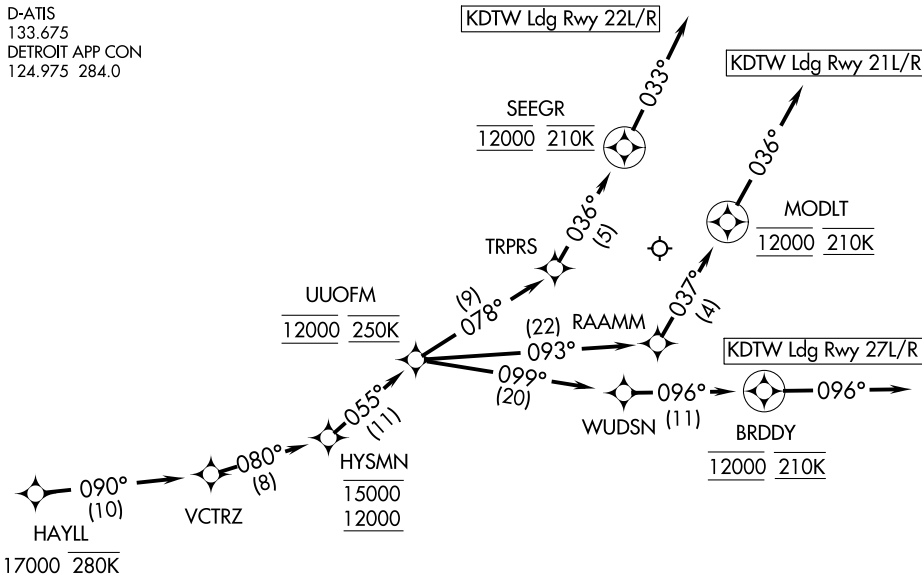 D-ATIS
133.675
DETROIT APP CON
124.975 284.0
KDTW Ldg Rwy 22L/R
KDTW Ldg Rwy 21L/R
033°
SEEGR
12000 210K
036°
036°
(5)
MODLT
12000 210K
TRPRS
037°
(4)
UUOFM
12000 250K
(9)
078°
(22)
093°
RAAMM
KDTW Ldg Rwy 27L/R
099°
(20)
WUDSN
096°
(11)
096°
BRDDY
12000 210K
055°
(11)
HYSMN
15000
12000
080°
(8)
VCTRZ
090°
(10)
HAYLL
17000 280K